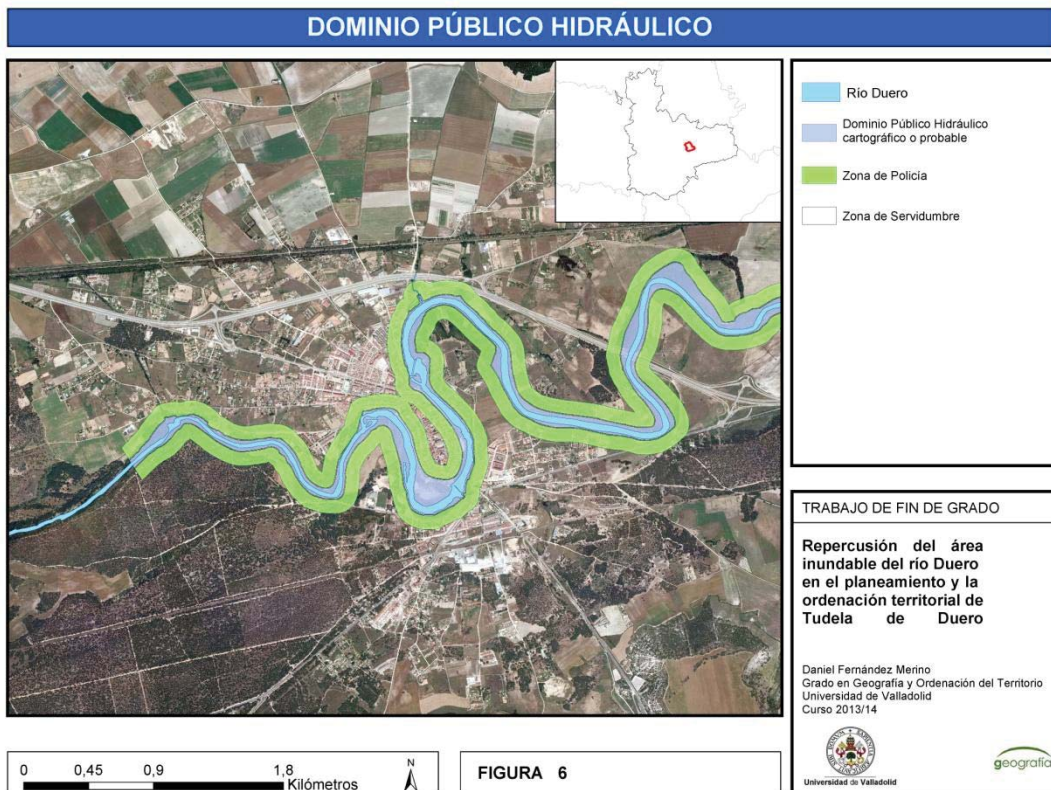 DOMINIO PÚBLICO HIDRÁULICO
Río Duero
Dominio Público Hidráulico
cartográfico o probable
Zona de Policía
Zona de Servidumbre
TRABAJO DE FIN DE GRADO
Repercusión del área
inundable del río Duero
en el planeamiento y la
ordenación territorial de
Tudela de Duero
Daniel Fernández Merino
Grado en Geografía y Ordenación del Territorio
Universidad de Valladolid
Curso 2013/14
Universidad de Valladolid
geografía
0 0,45 0,9 1,8
Kilómetros
N
FIGURA 6